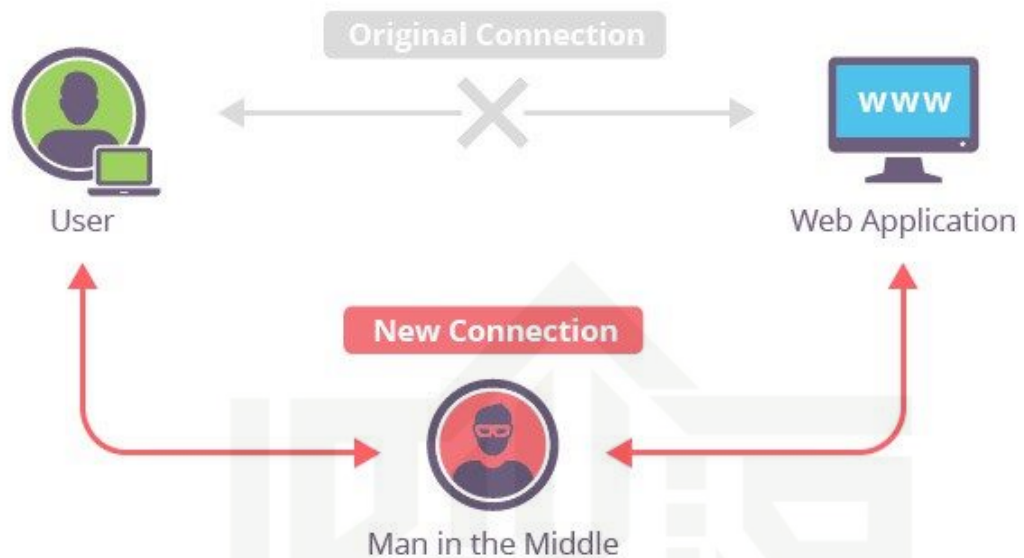 Original Connection
www
User
Web Application
New Connection
Man in the Middle